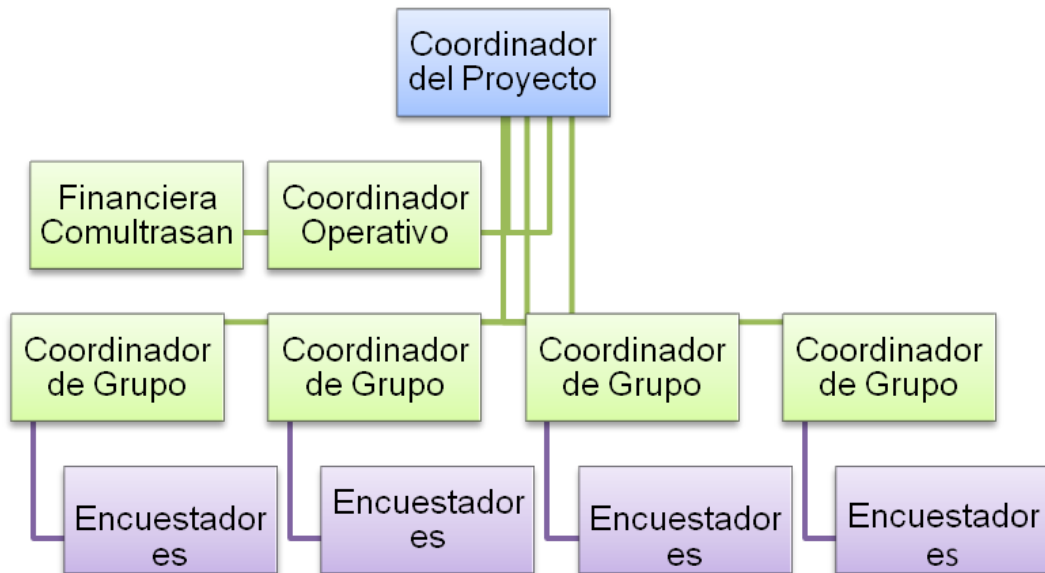 Coordinador
del Proyecto
Financiera
Comultrasan
Coordinador
Operativo
Coordinador
de Grupo
Coordinador
de Grupo
Coordinador
de Grupo
Coordinador
de Grupo
Encuestador
es
Encuestador
es
Encuestador
es
Encuestador
es